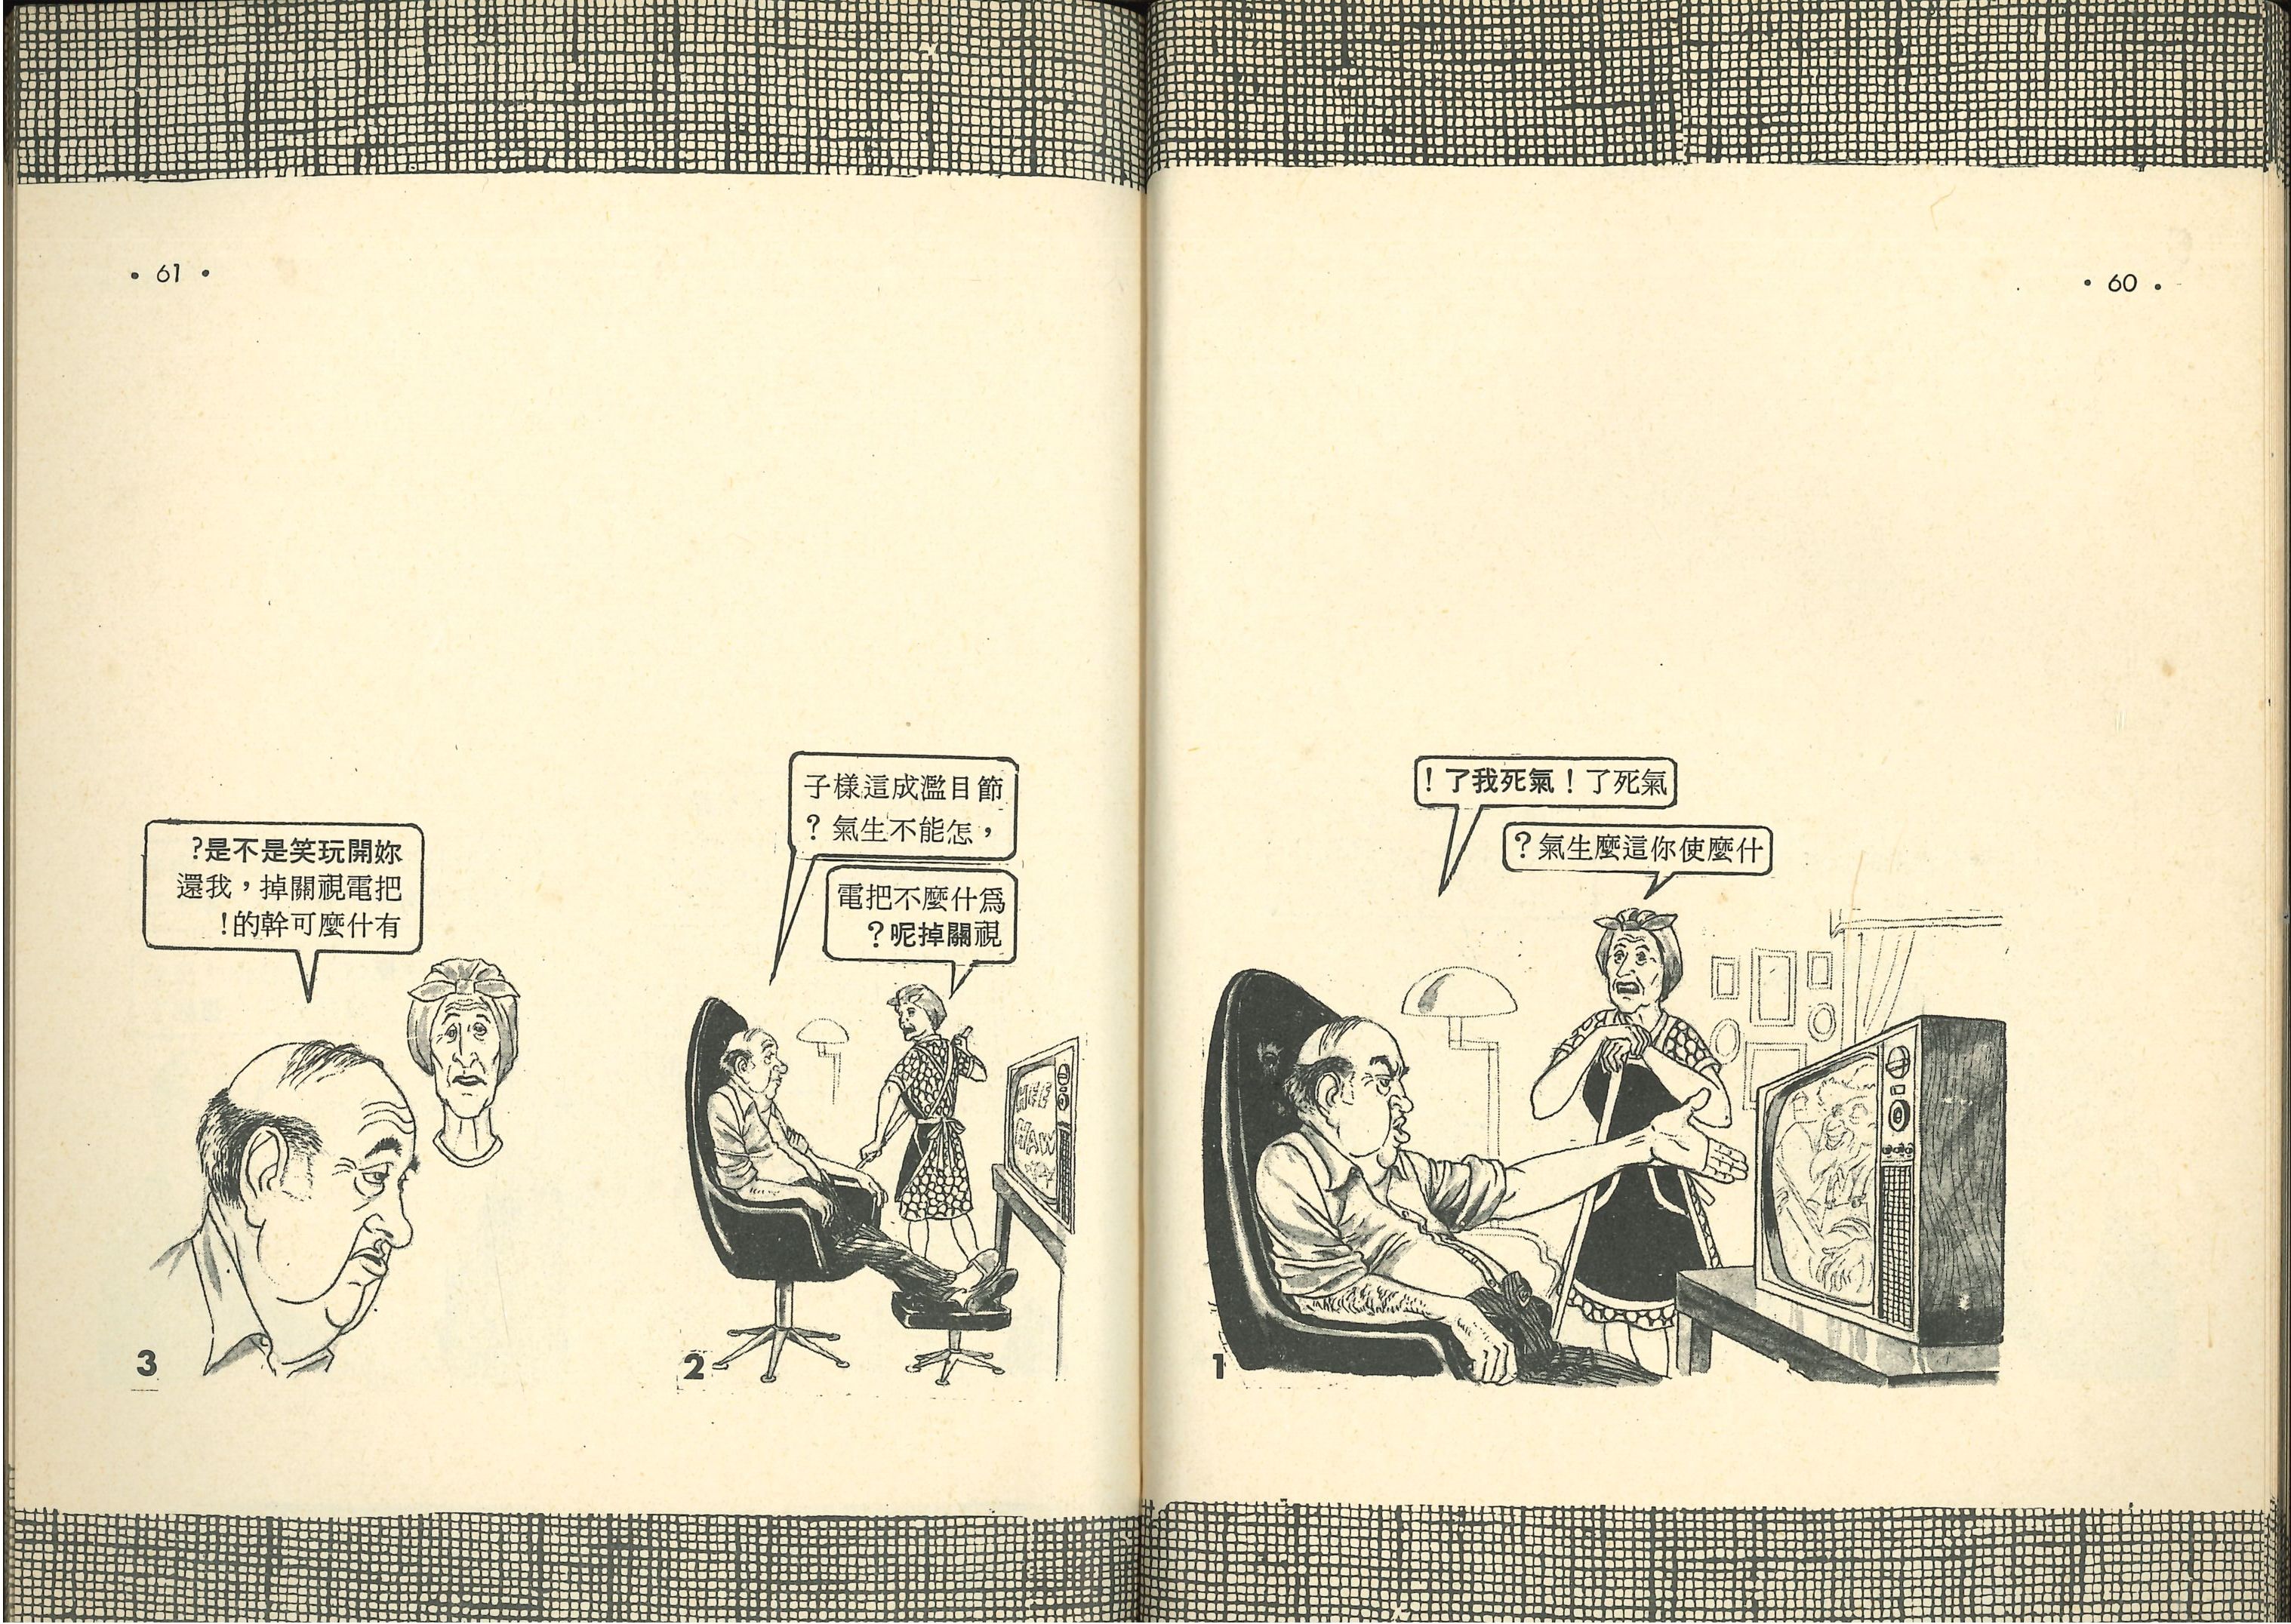 • 60 •
氣死了！氣死我了！
什麼使你這麼生氣？
1
• 61 •
節目濫成這樣子
，怎能不生氣？
爲什麼不把電
視關掉呢？
HEE
HAW
2
妳開玩笑是不是?
把電視關掉，我還
有什麼可幹的!
3